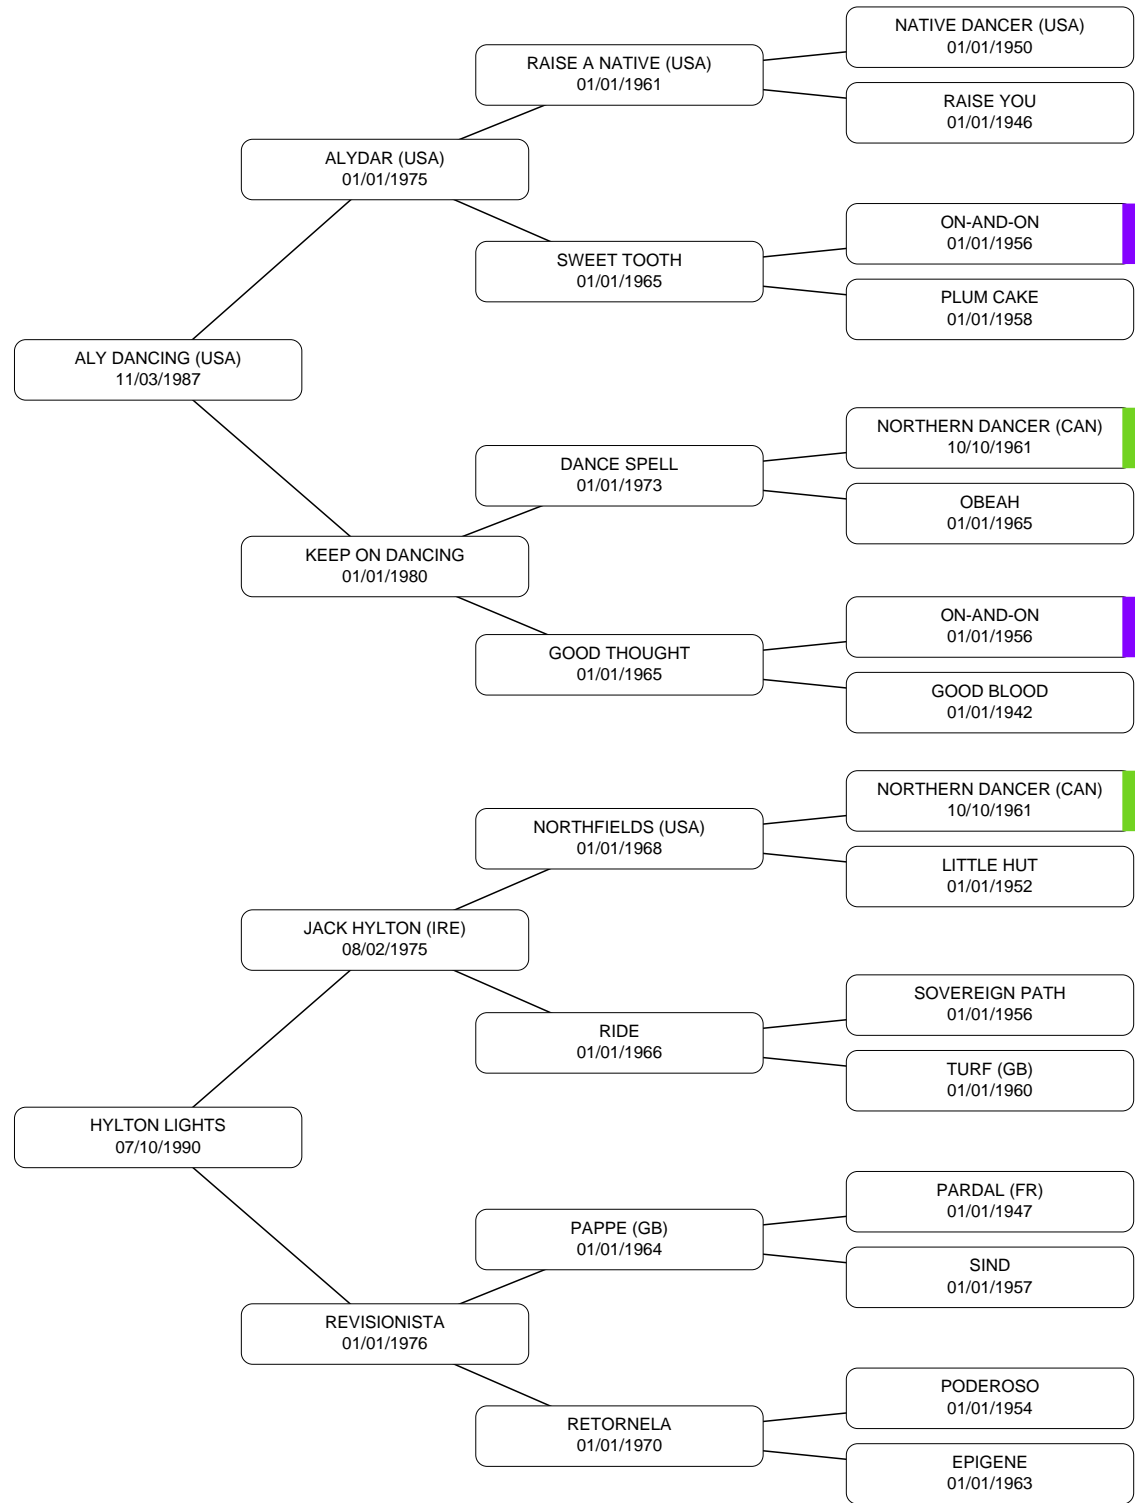 NATIVE DANCER (USA)
01/01/1950
RAISE A NATIVE (USA)
01/01/1961
RAISE YOU
01/01/1946
ALYDAR (USA)
01/01/1975
ON-AND-ON
01/01/1956
SWEET TOOTH
01/01/1965
PLUM CAKE
01/01/1958
ALY DANCING (USA)
11/03/1987
NORTHERN DANCER (CAN)
10/10/1961
DANCE SPELL
01/01/1973
OBEAH
01/01/1965
KEEP ON DANCING
01/01/1980
ON-AND-ON
01/01/1956
GOOD THOUGHT
01/01/1965
GOOD BLOOD
01/01/1942
NORTHERN DANCER (CAN)
10/10/1961
NORTHFIELDS (USA)
01/01/1968
LITTLE HUT
01/01/1952
JACK HYLTON (IRE)
08/02/1975
SOVEREIGN PATH
01/01/1956
RIDE
01/01/1966
TURF (GB)
01/01/1960
HYLTON LIGHTS
07/10/1990
PARDAL (FR)
01/01/1947
PAPPE (GB)
01/01/1964
SIND
01/01/1957
REVISIONISTA
01/01/1976
PODEROSO
01/01/1954
RETORNELA
01/01/1970
EPIGENE
01/01/1963